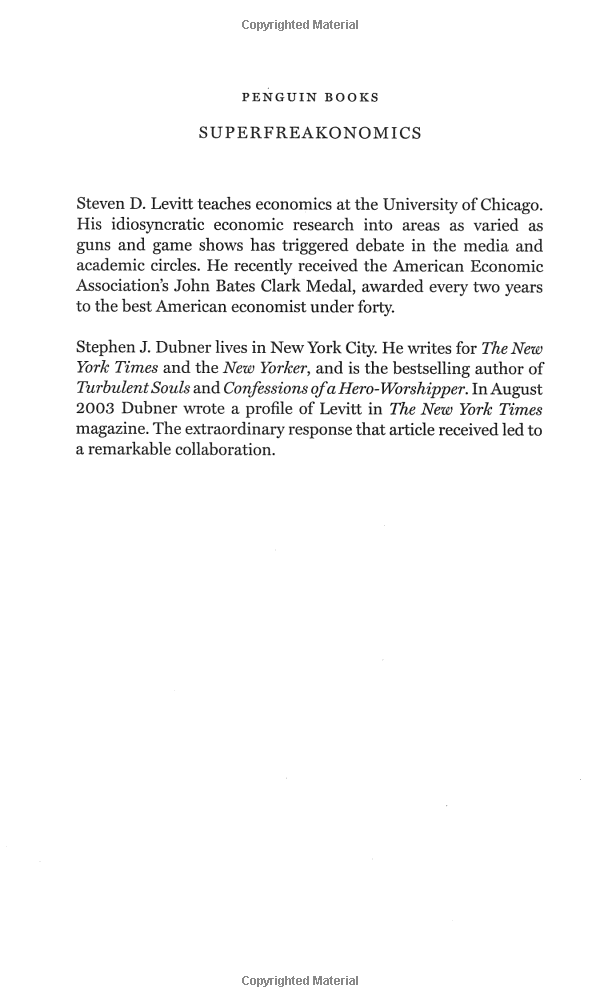 Copyrighted Material
PENGUIN BOOKS
SUPERFREAKONOMICS
Steven D. Levitt teaches economics at the University of Chicago.
His idiosyncratic economic research into areas as varied as
guns and game shows has triggered debate in the media and
academic circles. He recently received the American Economic
Association's John Bates Clark Medal, awarded every two years
to the best American economist under forty.
Stephen J. Dubner lives in New York City. He writes for The New
York Times and the New Yorker, and is the bestselling author of
Turbulent Souls and Confessions of a Hero-Worshipper. In August
2003 Dubner wrote a profile of Levitt in The New York Times
magazine. The extraordinary response that article received led to
a remarkable collaboration.
Copyrighted Material